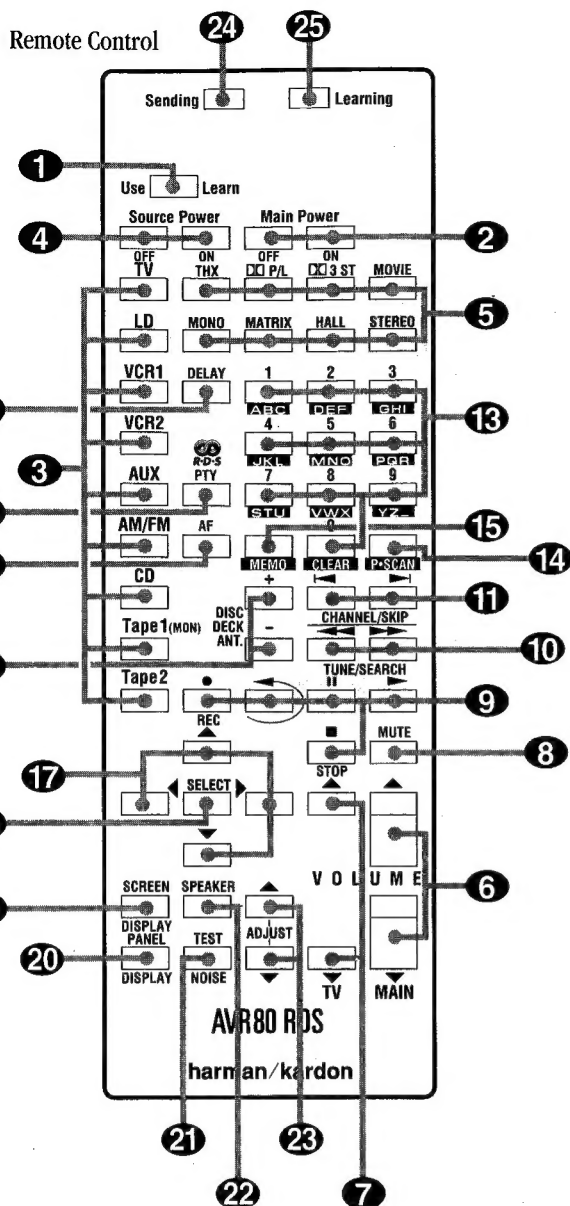 Remote Control
24
25
Sending
Learning
1
Use
Learn
4
Source Power
Main Power
2
OFF
ON
OFF
ON
TV
THX
P/L
3 ST
MOVIE
5
LD
MONO
MATRIX
HALL
STEREO
VCR1
DELAY
1
2
3
ABC
DEF
GHI
13
VCR2
4
5
6
3
R·D·S
JKL
MNO
PQR
AUX
PTY
7
8
9
STU
VWX
YZ
15
AM/FM
AF
0
MEMO
CLEAR
P•SCAN
14
CD
+
11
DISC
DECK
ANT.
CHANNEL/SKIP
Tape1 (MON)
-
10
TUNE/SEARCH
Tape2
9
REC
MUTE
8
17
STOP
SELECT
VOLUME
6
SCREEN
SPEAKER
DISPLAY
PANEL
TEST
ADJUST
20
DISPLAY
NOISE
TV
MAIN
AVR80 RDS
harman/kardon
21
22
23
7